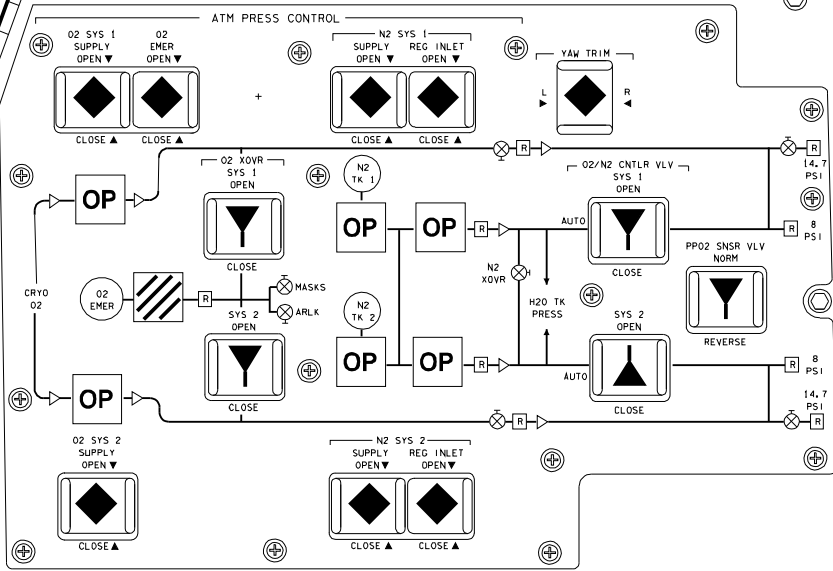 ATM PRESS CONTROL
O2 SYS 1
SUPPLY
OPEN▼
O2
EMER
OPEN▼
CLOSE▲
CLOSE▲
N2 SYS 1
SUPPLY
OPEN▼
REG INLET
OPEN▼
CLOSE▲
CLOSE▲
YAW TRIM
L
R
O2 XOVR
SYS 1
OPEN
CLOSE
N2
TK 1
O2/N2 CNTLR VLV
SYS 1
OPEN
AUTO
CLOSE
R
R
14.7
PSI
OP
OP
OP
R
R
8
PSI
PPO2 SNSR VLV
NORM
REVERSE
CRYO
O2
O2
EMER
R
MASKS
ARLK
N2
XOVR
H2O TK
PRESS
SYS 2
OPEN
CLOSE
N2
TK 2
SYS 2
OPEN
AUTO
CLOSE
OP
OP
OP
R
R
8
PSI
14.7
PSI
R
R
O2 SYS 2
SUPPLY
OPEN▼
CLOSE▲
N2 SYS 2
SUPPLY
OPEN▼
REG INLET
OPEN▼
CLOSE▲
CLOSE▲